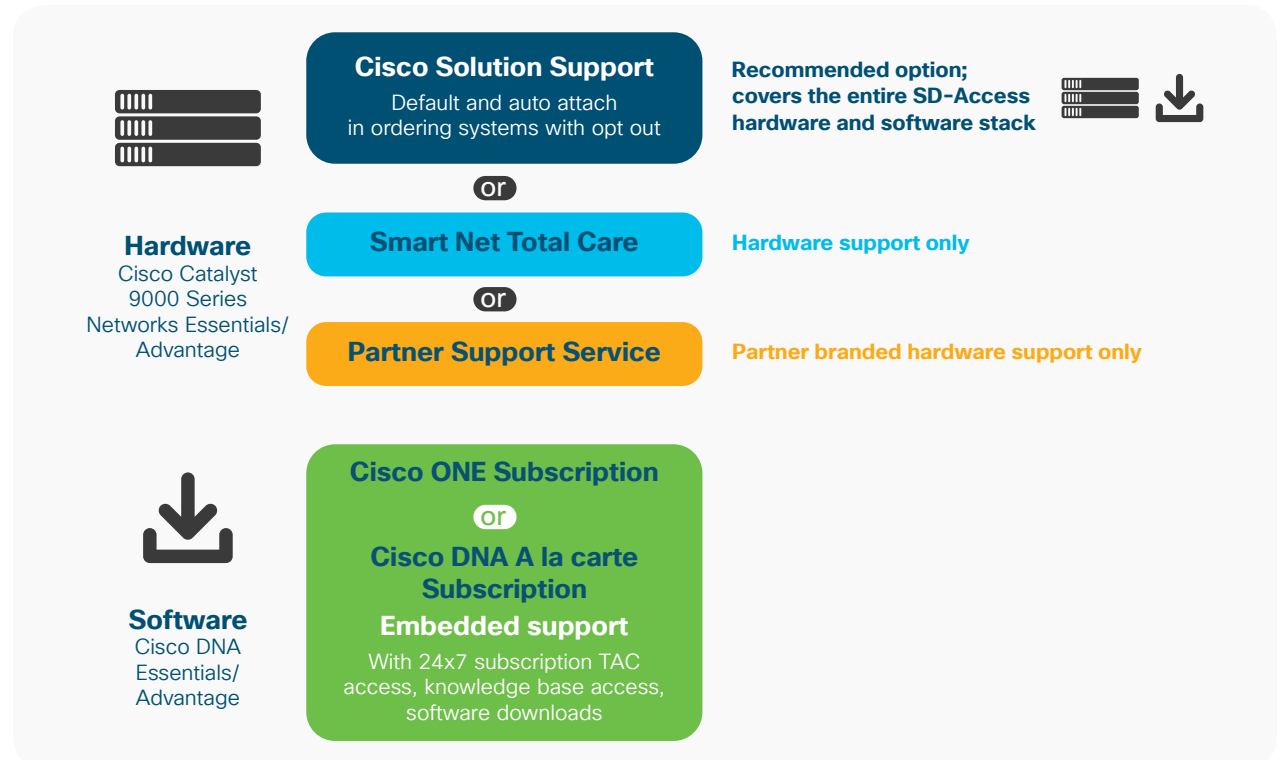 Cisco Solution Support
Default and auto attach
in ordering systems with opt out
Recommended option;
covers the entire SD-Access
hardware and software stack
or
Hardware
Cisco Catalyst
9000 Series
Networks Essentials/
Advantage
Smart Net Total Care
Hardware support only
or
Partner Support Service
Partner branded hardware support only
Software
Cisco DNA
Essentials/
Advantage
Cisco ONE Subscription
or
Cisco DNA A la carte
Subscription
Embedded support
With 24x7 subscription TAC
access, knowledge base access,
software downloads